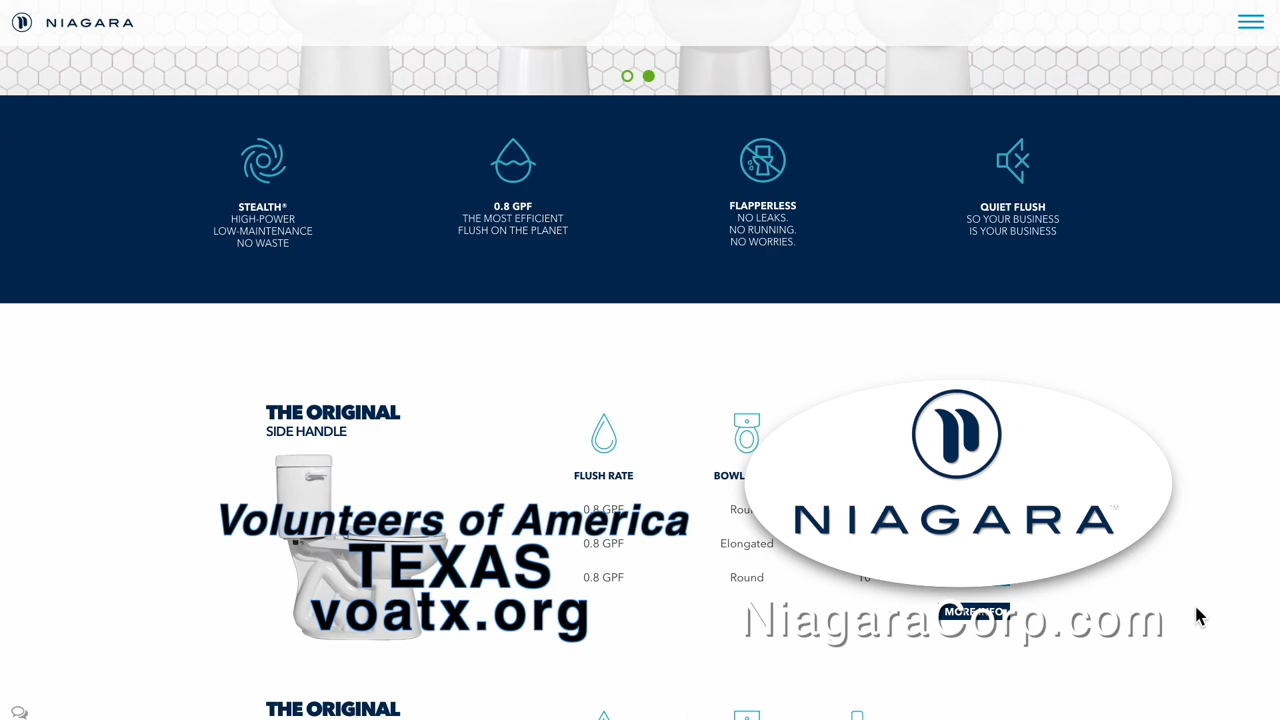 NIAGARA
STEALTH®
HIGH-POWER
LOW-MAINTENANCE
NO WASTE
0.8 GPF
THE MOST EFFICIENT
FLUSH ON THE PLANET
FLAPPERLESS
NO LEAKS.
NO RUNNING.
NO WORRIES.
QUIET FLUSH
SO YOUR BUSINESS
IS YOUR BUSINESS
THE ORIGINAL
SIDE HANDLE
FLUSH RATE
0.8 GPF
0.8 GPF
Elongated
0.8 GPF
Round
Volunteers of America
TEXAS
voatx.org
NIAGARA™
MORE INFO
NiagaraCorp.com
THE ORIGINAL